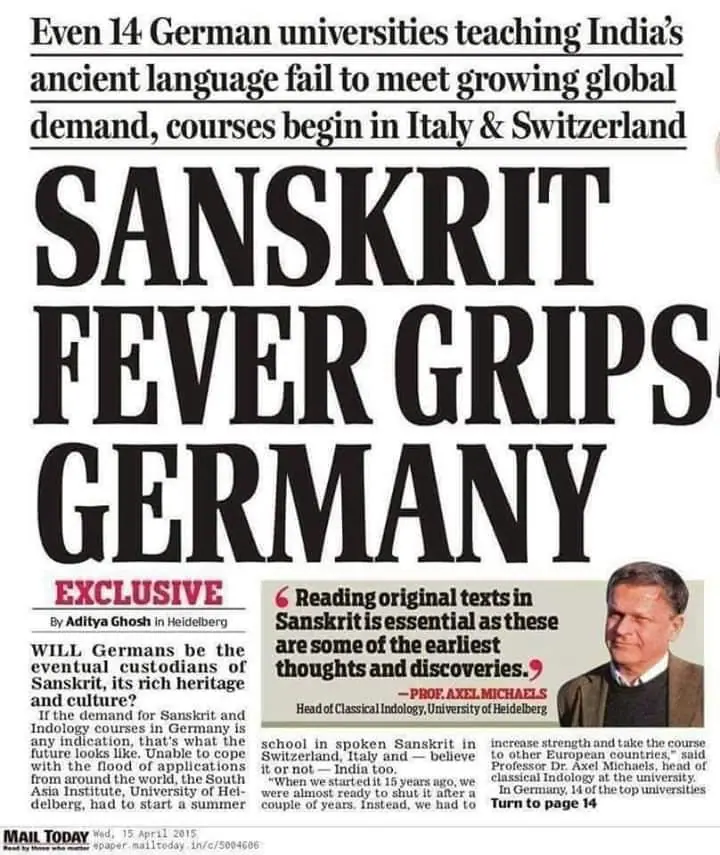 Even 14 German universities teaching India's
ancient language fail to meet growing global
demand, courses begin in Italy & Switzerland
SANSKRIT
FEVER GRIPS
GERMANY
EXCLUSIVE
By Aditya Ghosh in Heidelberg
WILL Germans be the
eventual custodians of
Sanskrit, its rich heritage
and culture?
If the demand for Sanskrit and
Indology courses in Germany is
any indication, that's what the
future looks like. Unable to cope
with the flood of applications
from around the world, the South
Asia Institute, University of Hei-
delberg, had to start a summer
‘Reading original texts in
Sanskrit is essential as these
are some of the earliest
thoughts and discoveries.’
—PROF. AXEL MICHAELS
Head of Classical Indology, University of Heidelberg
school in spoken Sanskrit in
Switzerland, Italy and — believe
it or not — India too.
"When we started it 15 years ago, we
were almost ready to shut it after a
couple of years. Instead, we had to
increase strength and take the course
to other European countries," said
Professor Dr. Axel Michaels, head of
classical Indology at the university.
In Germany, 14 of the top universities
Turn to page 14
MAIL TODAY Wed, 15 April 2015
Read by those who matter epaper.mailtoday.in/c/5004606